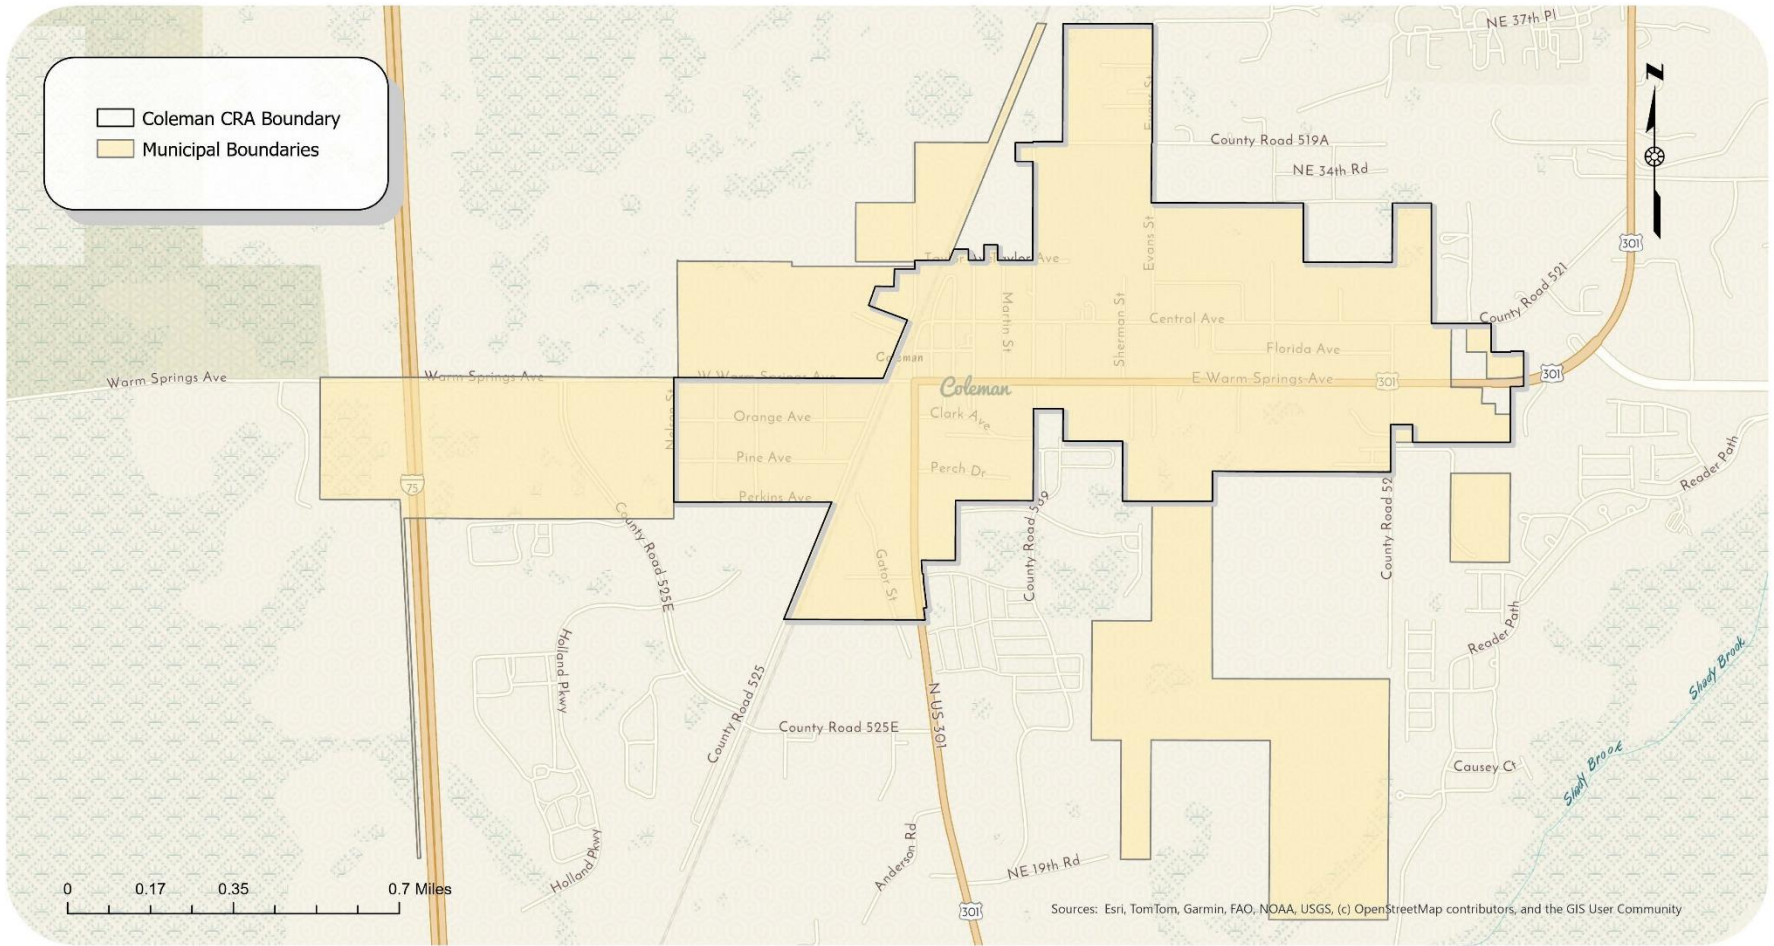 NE 37th Pl
Coleman CRA Boundary
Municipal Boundaries
N
County Road 519A
NE 34th Rd
301
Evans St
Taylor Ave
County Road 521
Martin St
Sherman St
Central Ave
Florida Ave
Coleman
Warm Springs Ave
Warm Springs Ave
W Warm Springs Ave
E Warm Springs Ave
301
301
Coleman
Nelson St
Orange Ave
Clark Ave
Pine Ave
Perch Dr
Perkins Ave
75
Reader Path
County Road 525E
County Road 509
County Road 52
Gator St
Holland Pkwy
Reader Path
Shady Brook
County Road 525
N US-301
County Road 525E
Causey Ct
Shady Brook
Holland Pkwy
Anderson Rd
NE 19th Rd
0 0.17 0.35 0.7 Miles
301
Sources: Esri, TomTom, Garmin, FAO, NOAA, USGS, (c) OpenStreetMap contributors, and the GIS User Community